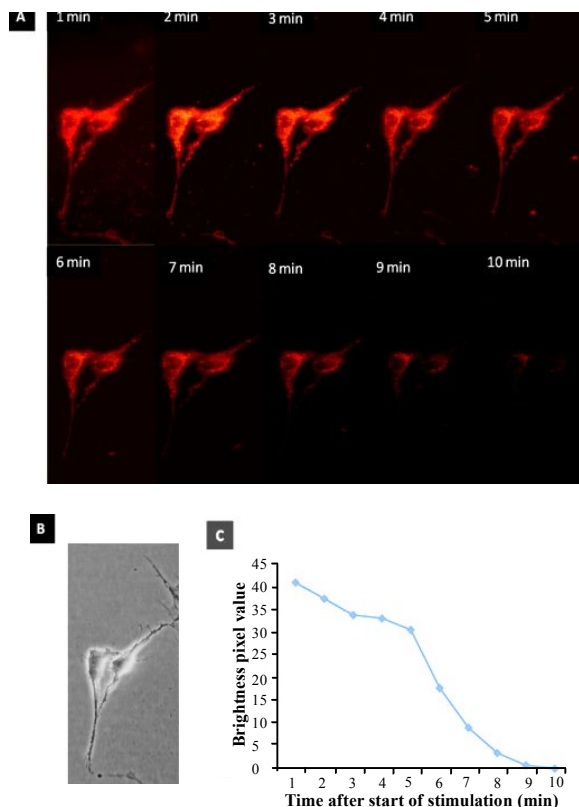 A
1 min 2 min 3 min 4 min 5 min
6 min 7 min 8 min 9 min 10 min
B
C
Brightness pixel value
45
40
35
30
25
20
15
10
5
0
1 2 3 4 5 6 7 8 9 10
Time after start of stimulation (min)